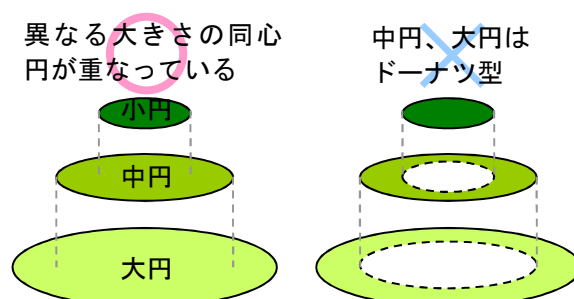 異なる大きさの同心
円が重なっている
小円
中円
大円
中円、大円は
ドーナツ型